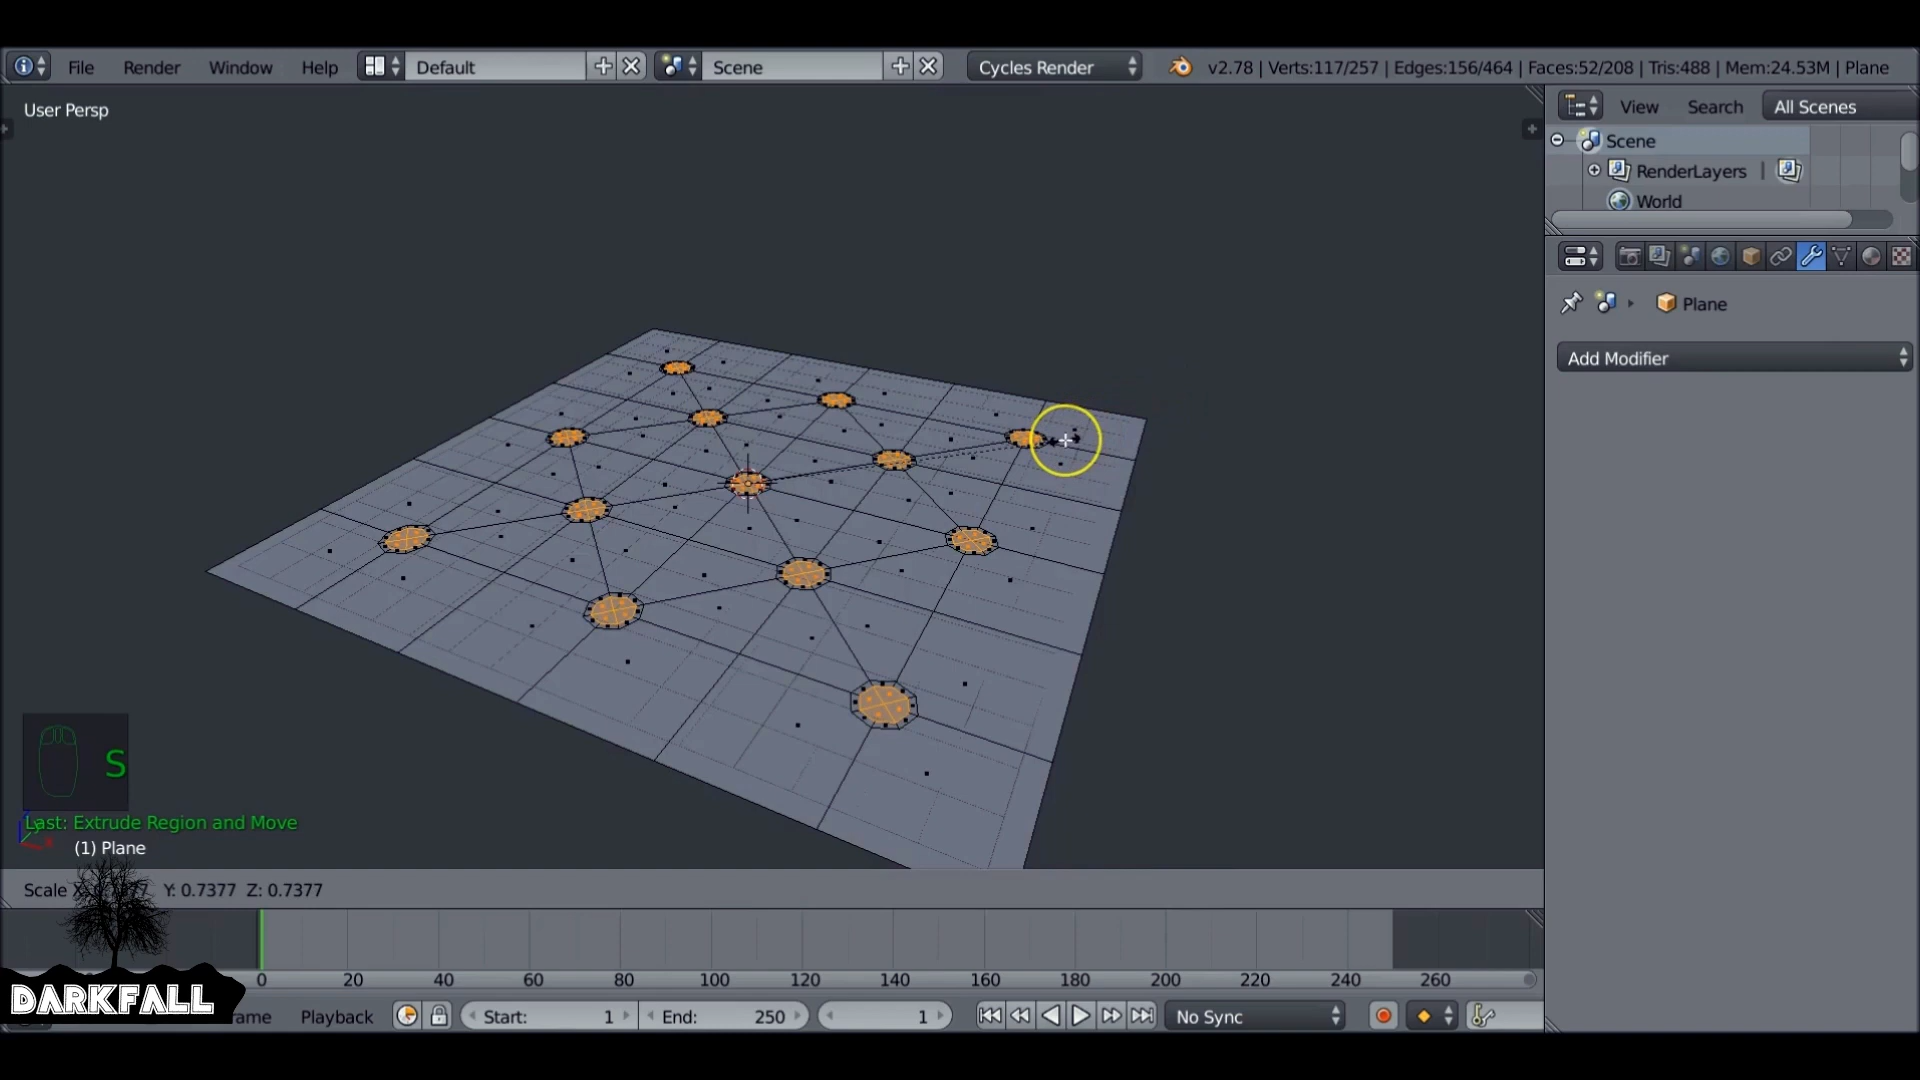 File Render Window Help Default Scene Cycles Render v2.78 | Verts:117/257 | Edges:156/464 | Faces:52/208 | Tris:488 | Mem:24.53M | Plane
User Persp
View Search All Scenes
Scene
RenderLayers
World
Plane
Add Modifier
S
Last: Extrude Region and Move
(1) Plane
Scale Y: 0.7377 Z: 0.7377
0 20 40 60 80 100 120 140 160 180 200 220 240 260
DARKFALL
Playback Start: 1 End: 250 1 No Sync